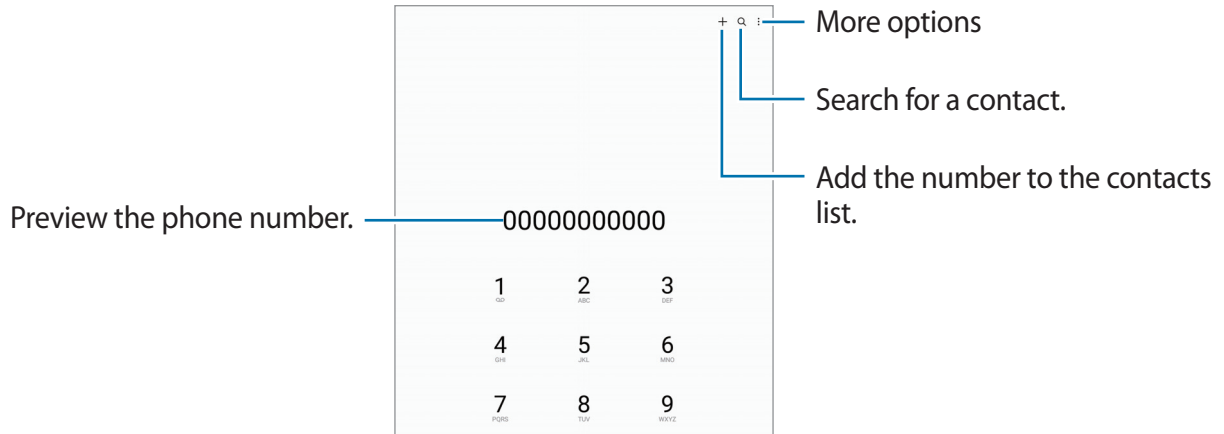 More options
Search for a contact.
Add the number to the contacts
list.
Preview the phone number.
00000000000
1 2 3
ABC DEF
4 5 6
GHI JKL MNO
7 8 9
PQRS TUV WXYZ